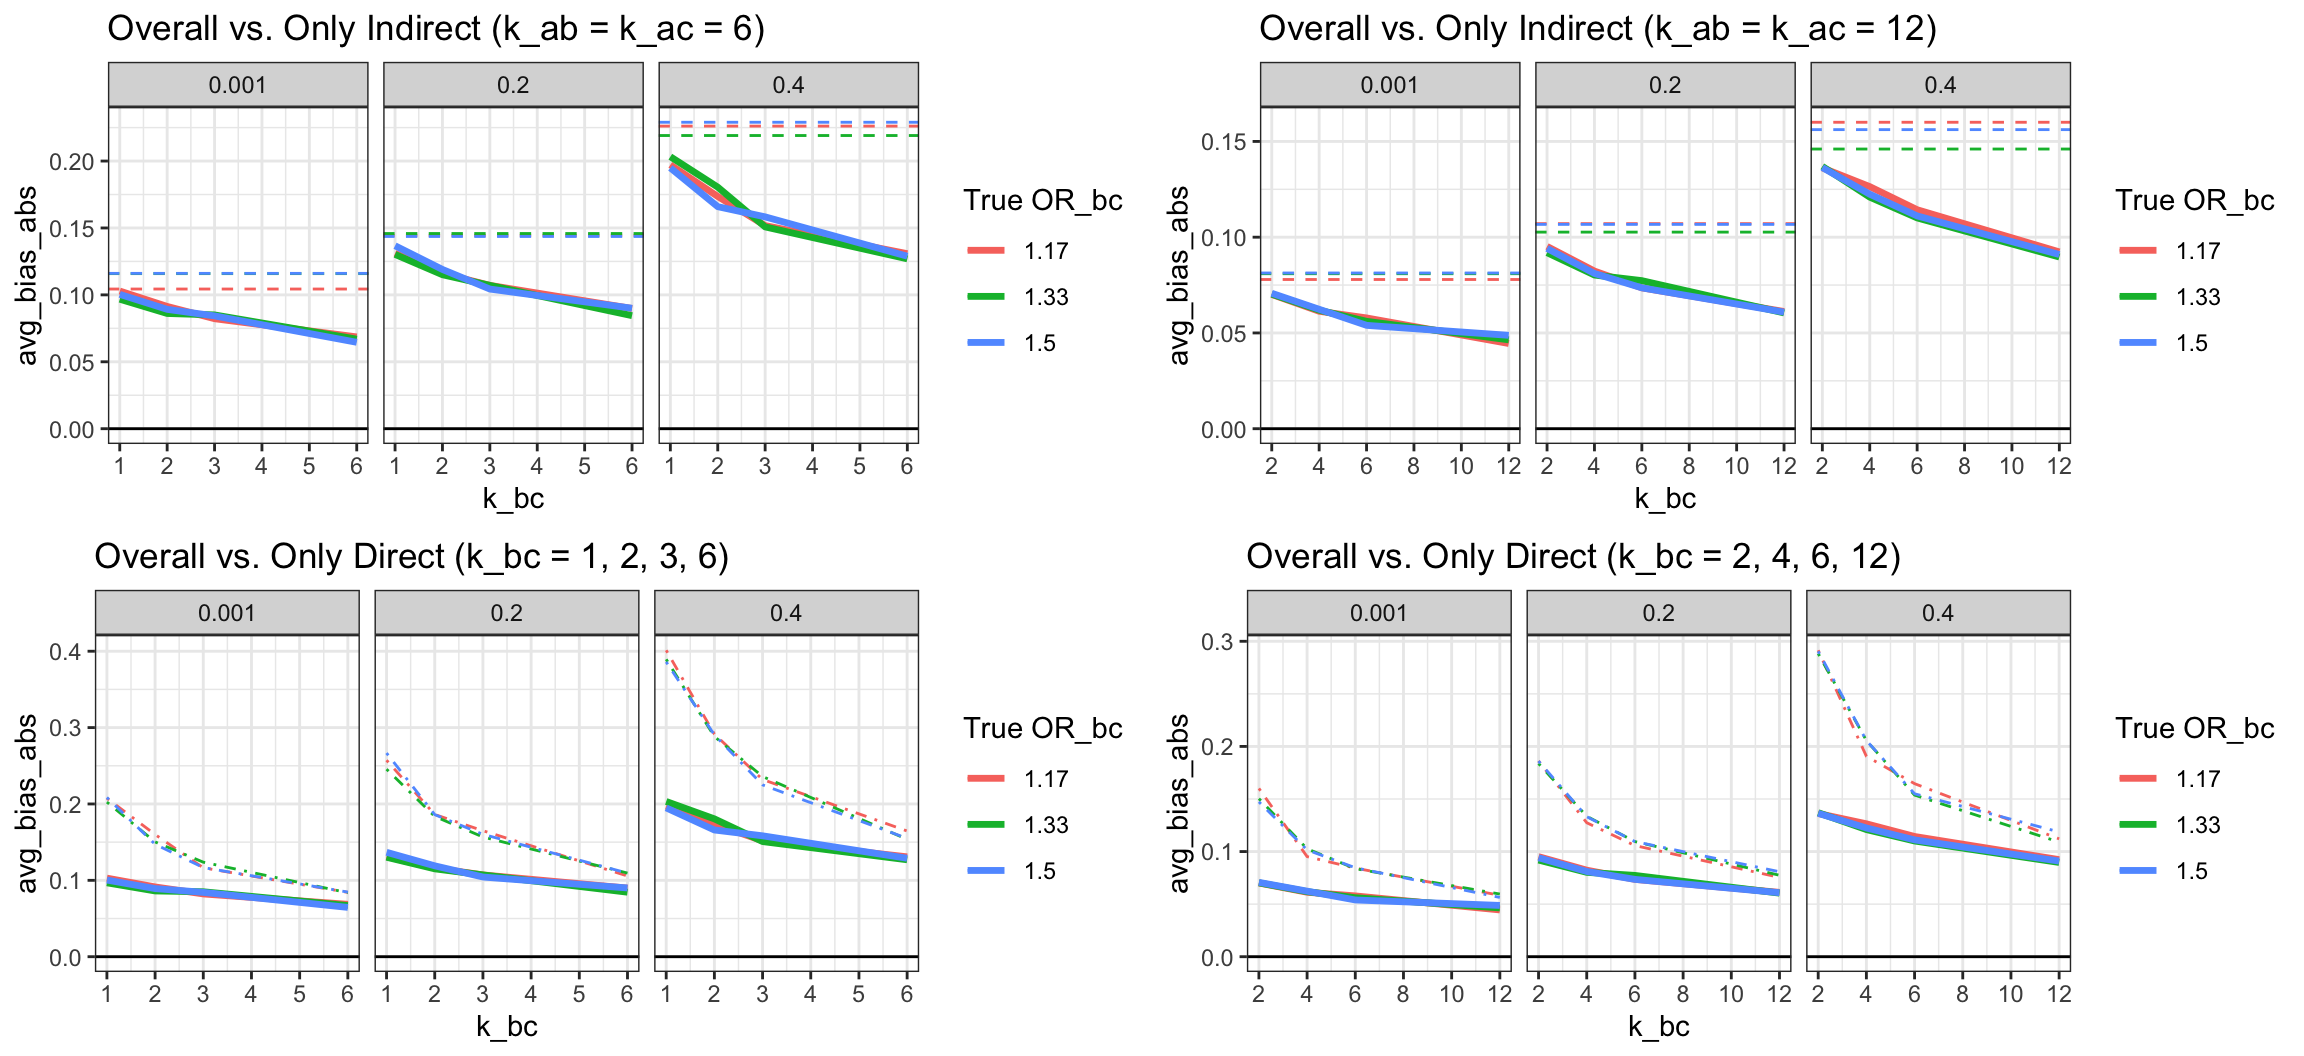 Overall vs. Only Indirect (k_ab = k_ac = 6)
0.001 0.2 0.4
avg_bias_abs
0.20
0.15
0.10
0.05
0.00
1 2 3 4 5 6 1 2 3 4 5 6 1 2 3 4 5 6
k_bc
True OR_bc
1.17
1.33
1.5
Overall vs. Only Indirect (k_ab = k_ac = 12)
0.001 0.2 0.4
avg_bias_abs
0.15
0.10
0.05
0.00
2 4 6 8 10 12 2 4 6 8 10 12 2 4 6 8 10 12
k_bc
True OR_bc
1.17
1.33
1.5
Overall vs. Only Direct (k_bc = 1, 2, 3, 6)
0.001 0.2 0.4
avg_bias_abs
0.4
0.3
0.2
0.1
0.0
1 2 3 4 5 6 1 2 3 4 5 6 1 2 3 4 5 6
k_bc
True OR_bc
1.17
1.33
1.5
Overall vs. Only Direct (k_bc = 2, 4, 6, 12)
0.001 0.2 0.4
avg_bias_abs
0.3
0.2
0.1
0.0
2 4 6 8 10 12 2 4 6 8 10 12 2 4 6 8 10 12
k_bc
True OR_bc
1.17
1.33
1.5